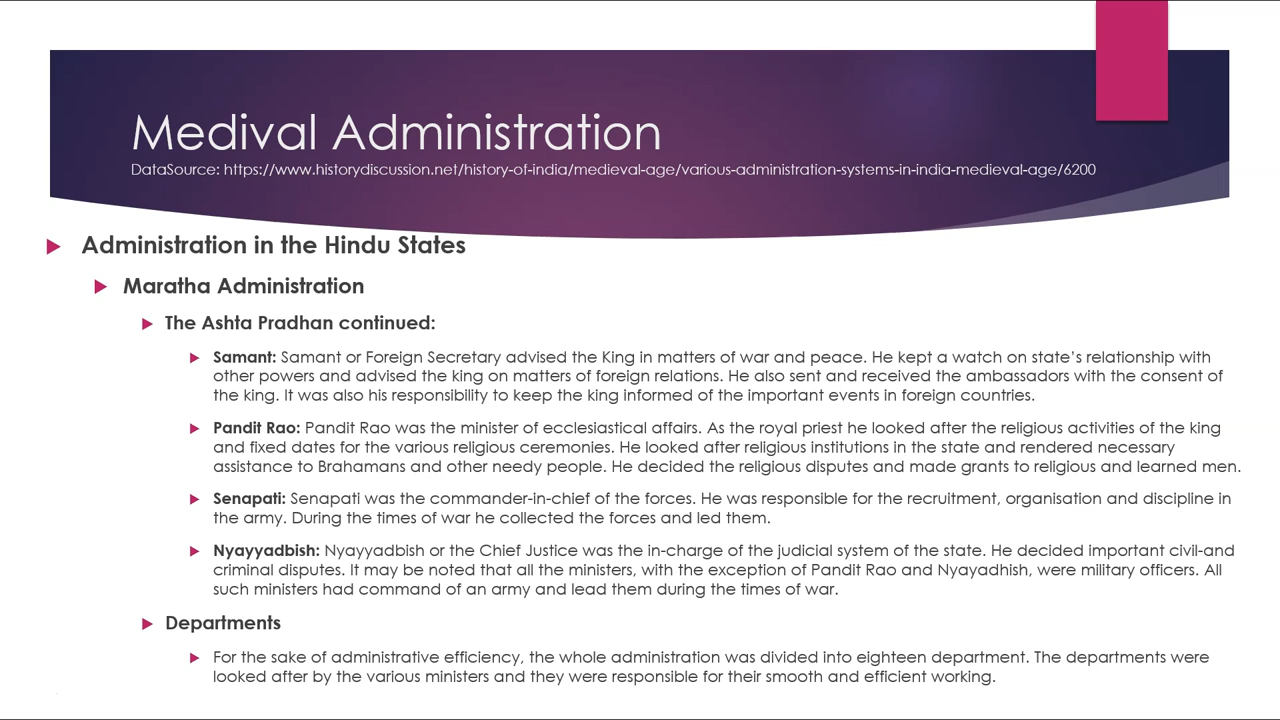 Medival Administration
DataSource: https://www.historydiscussion.net/history-of-india/medieval-age/various-administration-systems-in-india-medieval-age/6200
Administration in the Hindu States
Maratha Administration
The Ashta Pradhan continued:
Samant: Samant or Foreign Secretary advised the King in matters of war and peace. He kept a watch on state’s relationship with
other powers and advised the king on matters of foreign relations. He also sent and received the ambassadors with the consent of
the king. It was also his responsibility to keep the king informed of the important events in foreign countries.
Pandit Rao: Pandit Rao was the minister of ecclesiastical affairs. As the royal priest he looked after the religious activities of the king
and fixed dates for the various religious ceremonies. He looked after religious institutions in the state and rendered necessary
assistance to Brahamans and other needy people. He decided the religious disputes and made grants to religious and learned men.
Senapati: Senapati was the commander-in-chief of the forces. He was responsible for the recruitment, organisation and discipline in
the army. During the times of war he collected the forces and led them.
Nyayyadbish: Nyayyadbish or the Chief Justice was the in-charge of the judicial system of the state. He decided important civil-and
criminal disputes. It may be noted that all the ministers, with the exception of Pandit Rao and Nyayadhish, were military officers. All
such ministers had command of an army and lead them during the times of war.
Departments
For the sake of administrative efficiency, the whole administration was divided into eighteen department. The departments were
looked after by the various ministers and they were responsible for their smooth and efficient working.